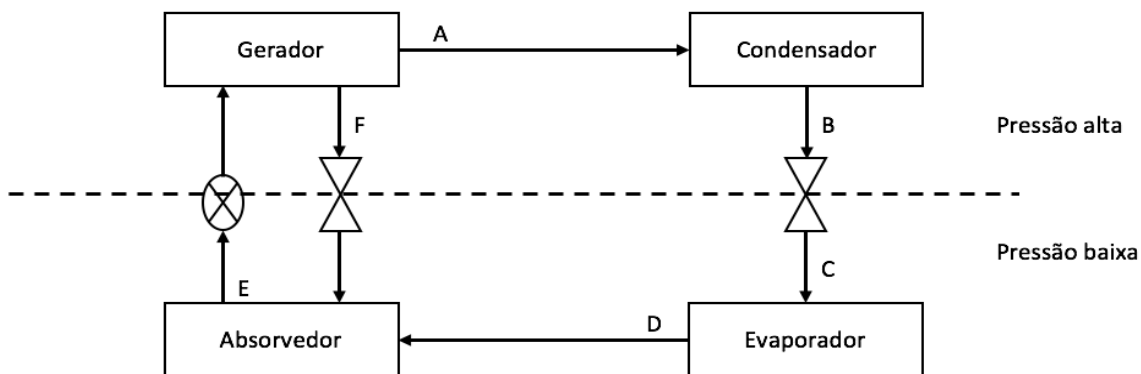 Gerador
A
Condensador
F
B
Pressão alta
Pressão baixa
E
C
Absorvedor
D
Evaporador